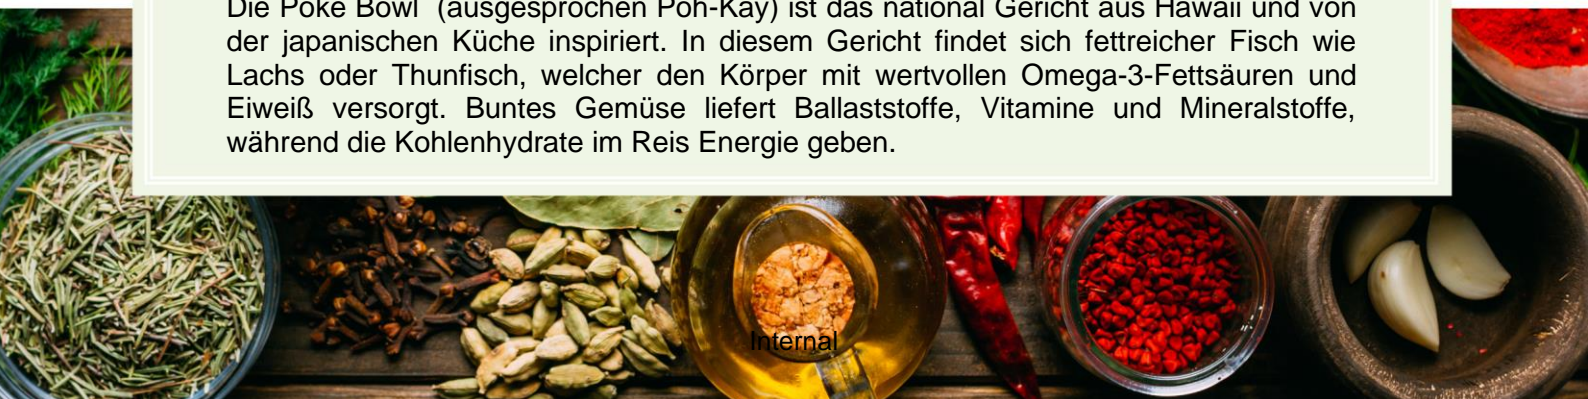 Die Poke Bowl  (ausgesprochen Poh-Kay) ist das national Gericht aus Hawaii und von
der japanischen Küche inspiriert. In diesem Gericht findet sich fettreicher Fisch wie
Lachs oder Thunfisch, welcher den Körper mit wertvollen Omega-3-Fettsäuren und
Eiweiß versorgt. Buntes Gemüse liefert Ballaststoffe, Vitamine und Mineralstoffe,
während die Kohlenhydrate im Reis Energie geben.
Internal